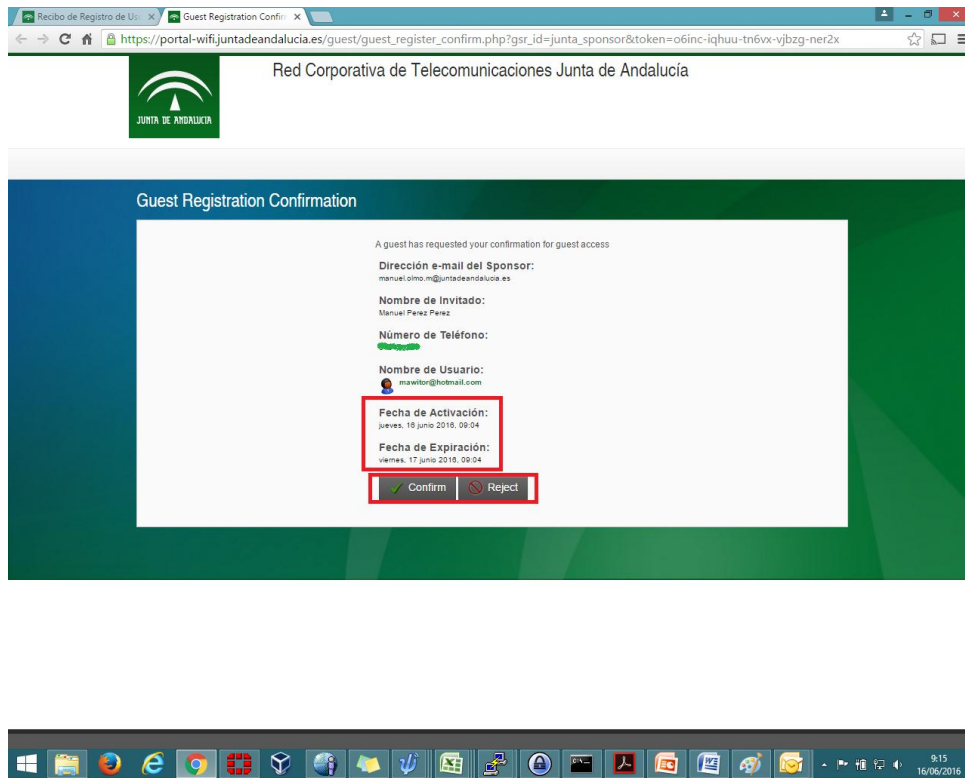 Recibo de Registro de Us
Guest Registration Confir
https://portal-wifi.juntadeandalucia.es/guest/guest_register_confirm.php?gsr_id=junta_sponsor&token=o6inc-iqhuu-tn6vx-vjbzg-ner2x
Red Corporativa de Telecomunicaciones Junta de Andalucía
JUNTA DE ANDALUCIA
Guest Registration Confirmation
A guest has requested your confirmation for guest access
Dirección e-mail del Sponsor:
manuel.olmo.m@juntadeandalucia.es
Nombre de Invitado:
Manuel Perez Perez
Número de Teléfono:
Nombre de Usuario:
mawitor@hotmail.com
Fecha de Activación:
jueves, 16 junio 2016, 09:04
Fecha de Expiración:
viernes, 17 junio 2016, 09:04
Confirm
Reject
9:15
16/06/2016